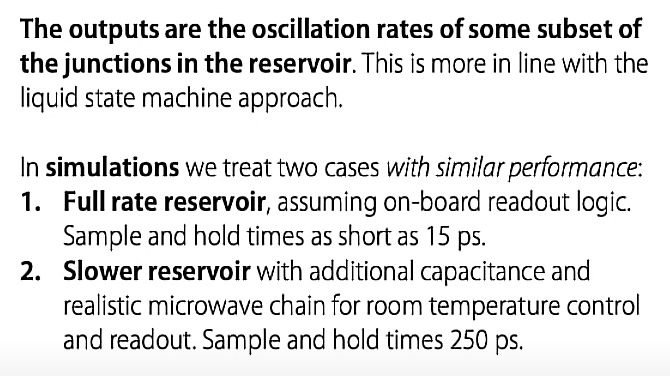 The outputs are the oscillation rates of some subset of
the junctions in the reservoir. This is more in line with the
liquid state machine approach.
In simulations we treat two cases with similar performance:
1. Full rate reservoir, assuming on-board readout logic.
Sample and hold times as short as 15 ps.
2. Slower reservoir with additional capacitance and
realistic microwave chain for room temperature control
and readout. Sample and hold times 250 ps.